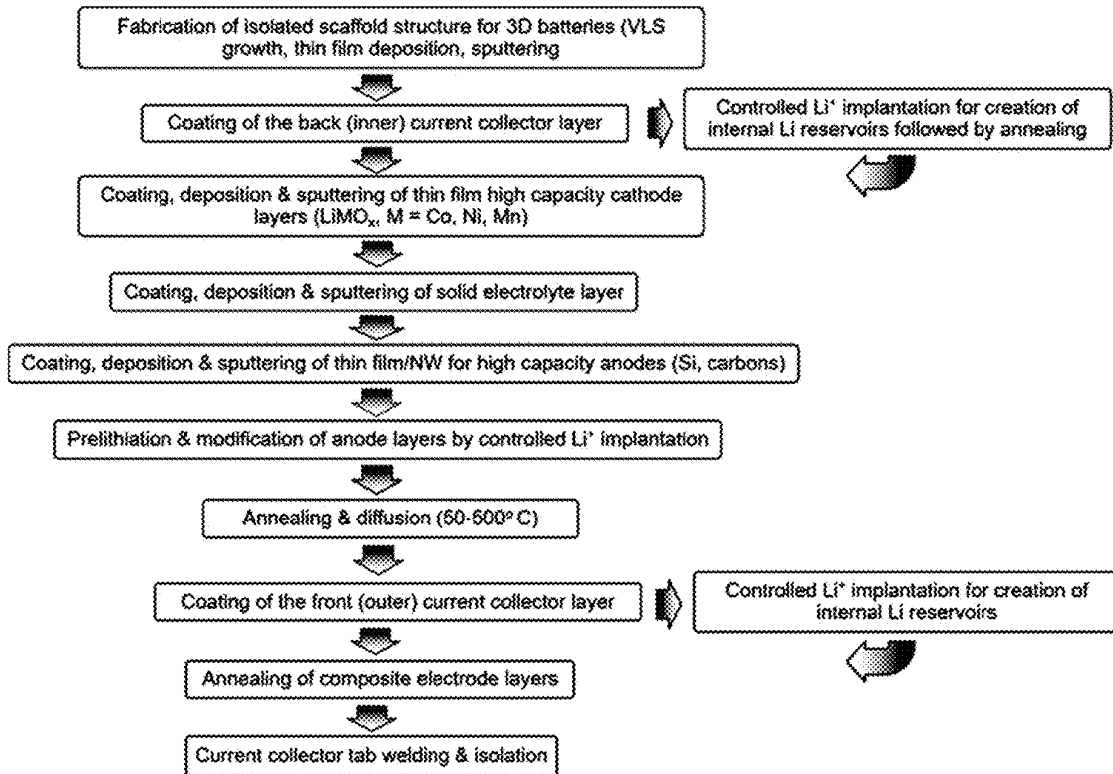 Fabrication of isolated scaffold structure for 3D batteries (VLS
growth, thin film deposition, sputtering
Coating of the back (inner) current collector layer
Controlled Li⁺ implantation for creation of
internal Li reservoirs followed by annealing
Coating, deposition & sputtering of thin film high capacity cathode
layers (LiMOₓ, M = Co, Ni, Mn)
Coating, deposition & sputtering of solid electrolyte layer
Coating, deposition & sputtering of thin film/NW for high capacity anodes (Si, carbons)
Prelithiation & modification of anode layers by controlled Li⁺ implantation
Annealing & diffusion (50-500º C)
Coating of the front (outer) current collector layer
Controlled Li⁺ implantation for creation of
internal Li reservoirs
Annealing of composite electrode layers
Current collector tab welding & isolation